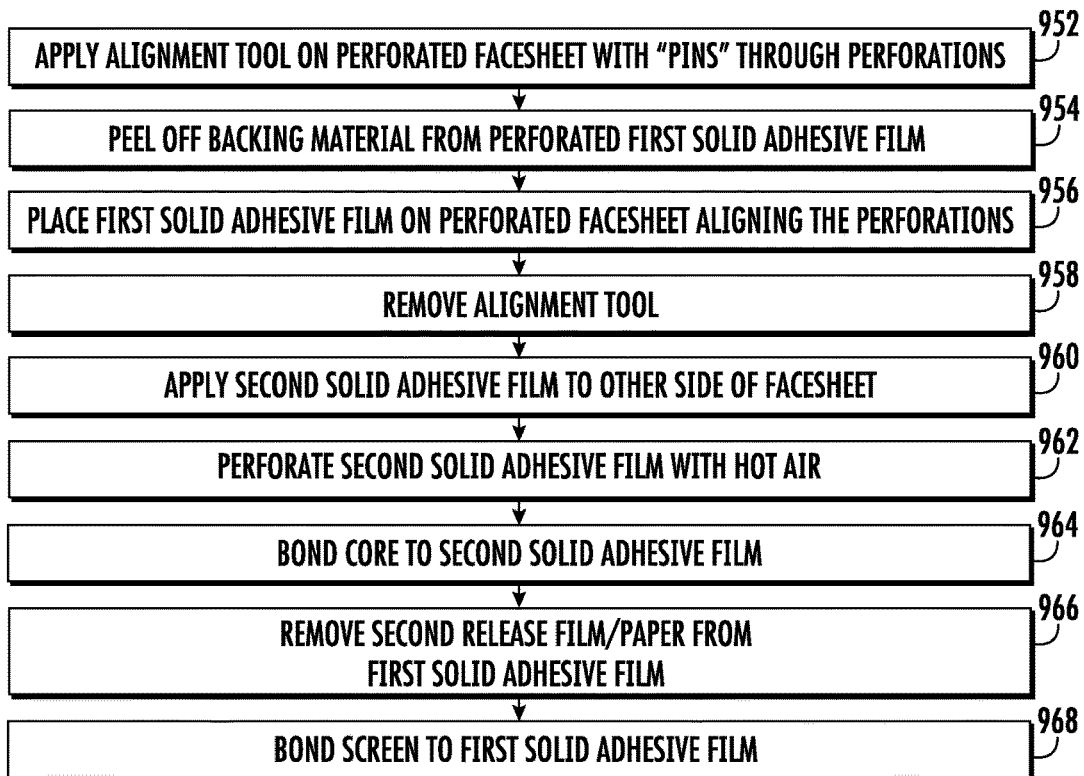 952
APPLY ALIGNMENT TOOL ON PERFORATED FACESHEET WITH “PINS” THROUGH PERFORATIONS
954
PEEL OFF BACKING MATERIAL FROM PERFORATED FIRST SOLID ADHESIVE FILM
956
PLACE FIRST SOLID ADHESIVE FILM ON PERFORATED FACESHEET ALIGNING THE PERFORATIONS
958
REMOVE ALIGNMENT TOOL
960
APPLY SECOND SOLID ADHESIVE FILM TO OTHER SIDE OF FACESHEET
962
PERFORATE SECOND SOLID ADHESIVE FILM WITH HOT AIR
964
BOND CORE TO SECOND SOLID ADHESIVE FILM
966
REMOVE SECOND RELEASE FILM/PAPER FROM
FIRST SOLID ADHESIVE FILM
968
BOND SCREEN TO FIRST SOLID ADHESIVE FILM